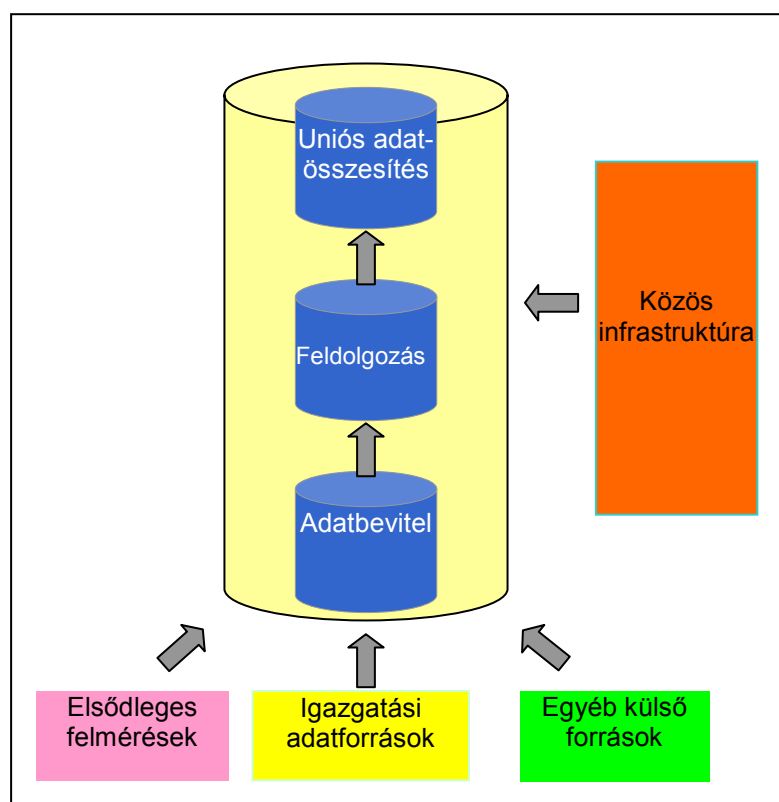 Uniós adat-
összesítés
Feldolgozás
Adatbevitel
Közös
infrastruktúra
Elsődleges
felmérések
Igazgatási
adatforrások
Egyéb külső
források